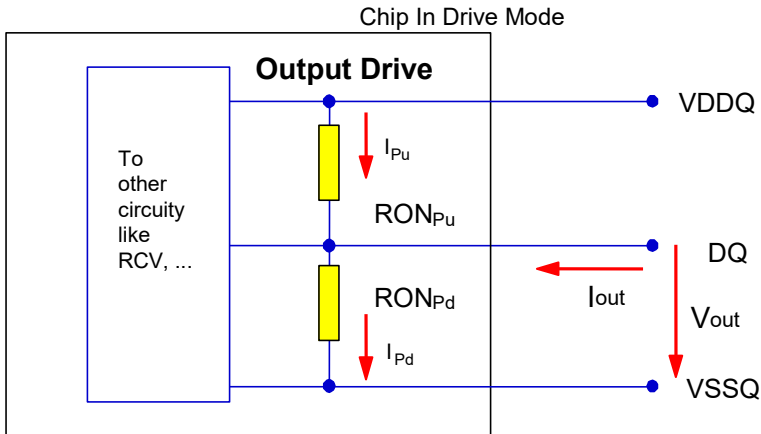 Chip In Drive Mode
Output Drive
VDDQ
To
other
circuity
like
RCV, ...
IPu
RONPu
DQ
RONPd
Iout
Vout
IPd
VSSQ